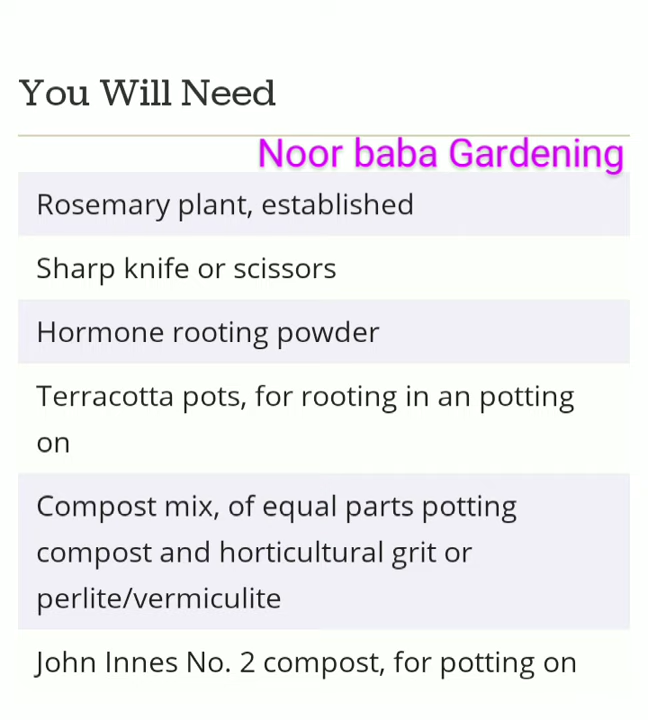 You Will Need
Noor baba Gardening
Rosemary plant, established
Sharp knife or scissors
Hormone rooting powder
Terracotta pots, for rooting in an potting
on
Compost mix, of equal parts potting
compost and horticultural grit or
perlite/vermiculite
John Innes No. 2 compost, for potting on